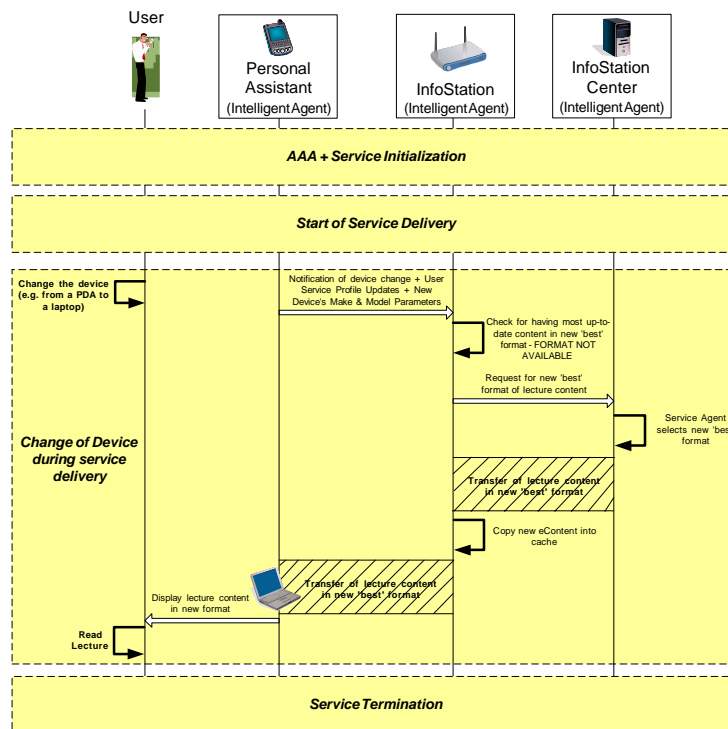 User
Personal
Assistant
(Intelligent Agent)
InfoStation
(Intelligent Agent)
InfoStation
Center
(Intelligent Agent)
AAA + Service Initialization
Start of Service Delivery
Change the device
(e.g. from a PDA to
a laptop)
Notification of device change + User
Service Profile Updates + New
Device's Make & Model Parameters
Check for having most up-to-
date content in new 'best'
format - FORMAT NOT
AVAILABLE
Request for new 'best'
format of lecture content
Service Agent
selects new 'best'
format
Change of Device
during service
delivery
Transfer of lecture content
in new 'best' format
Copy new eContent into
cache
Transfer of lecture content
in new 'best' format
Display lecture content
in new format
Read
Lecture
Service Termination